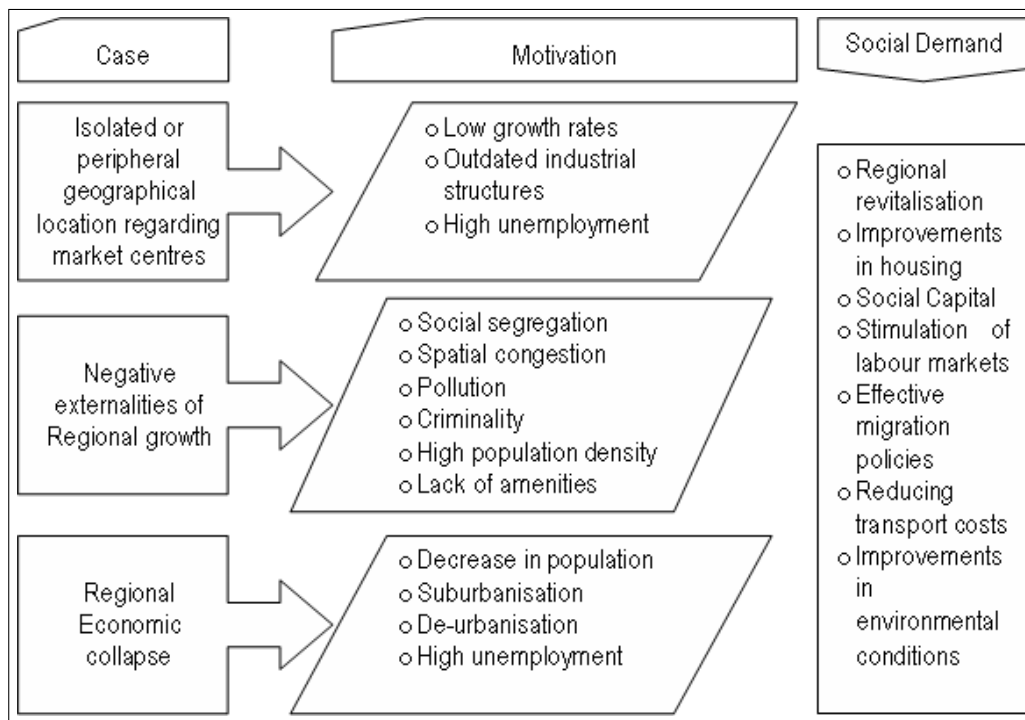 Case
Motivation
Social Demand
Isolated or
peripheral
geographical
location regarding
market centres
o Low growth rates
o Outdated industrial
structures
o High unemployment
Negative
externalities of
Regional growth
o Social segregation
o Spatial congestion
o Pollution
o Criminality
o High population density
o Lack of amenities
Regional
Economic
collapse
o Decrease in population
o Suburbanisation
o De-urbanisation
o High unemployment
o Regional
revitalisation
o Improvements
in housing
o Social Capital
o Stimulation of
labour markets
o Effective
migration
policies
o Reducing
transport costs
o Improvements
in
environmental
conditions